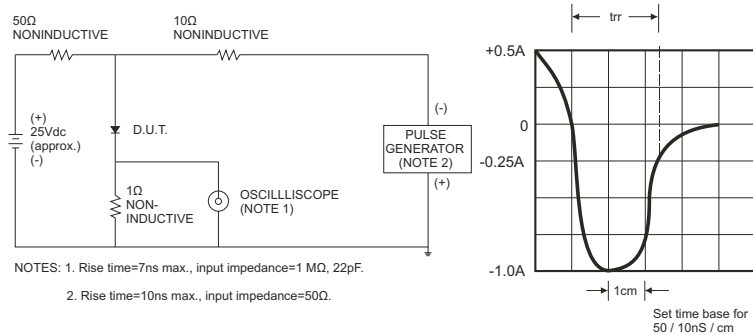 50Ω
NONINDUCTIVE
10Ω
NONINDUCTIVE
(+)
25Vdc
(approx.)
(-)
D.U.T.
1Ω
NON-
INDUCTIVE
OSCILLLISCOPE
(NOTE 1)
(-)
PULSE
GENERATOR
(NOTE 2)
(+)
NOTES: 1. Rise time=7ns max., input impedance=1 MΩ, 22pF.
2. Rise time=10ns max., input impedance=50Ω.
trr
+0.5A
0
-0.25A
-1.0A
1cm
Set time base for
50 / 10nS / cm